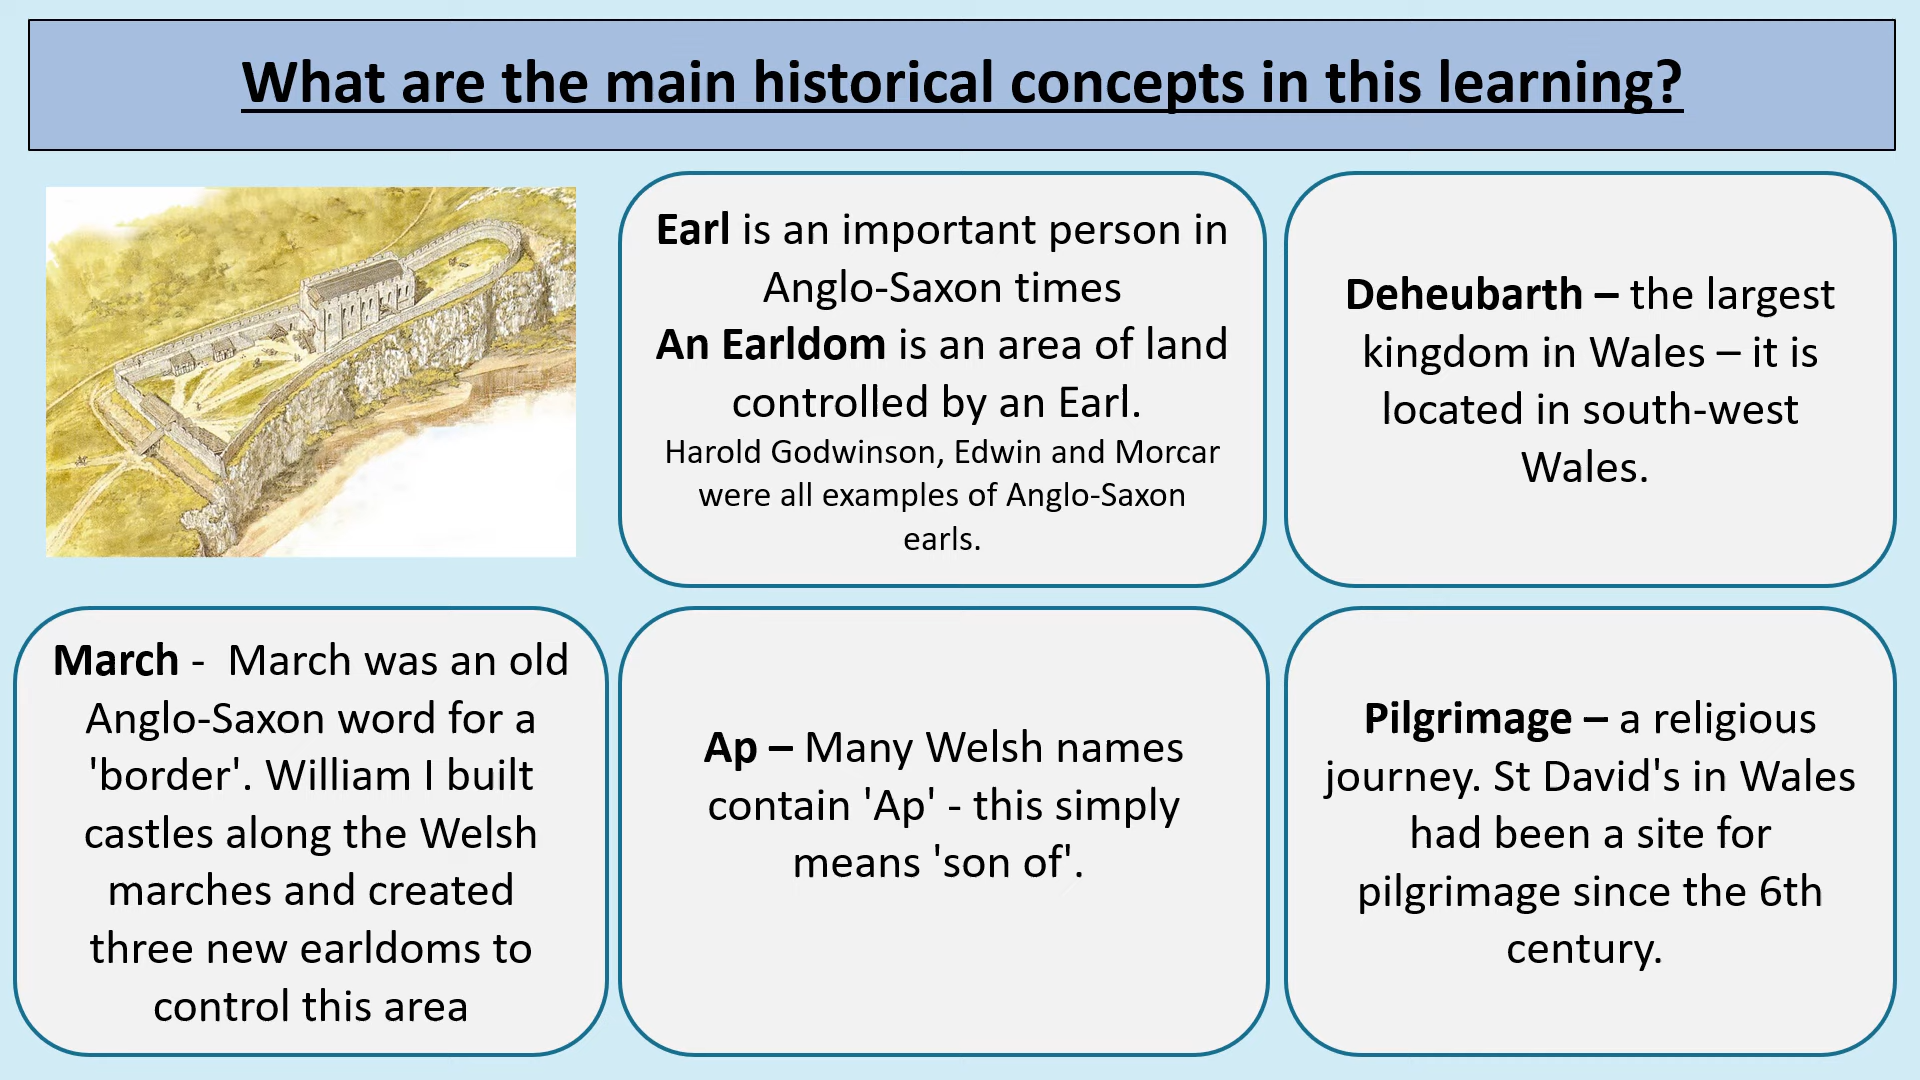 What are the main historical concepts in this learning?
Earl is an important person in
Anglo-Saxon times
An Earldom is an area of land
controlled by an Earl.
Harold Godwinson, Edwin and Morcar
were all examples of Anglo-Saxon
earls.
Deheubarth – the largest
kingdom in Wales – it is
located in south-west
Wales.
March -  March was an old
Anglo-Saxon word for a
'border'. William I built
castles along the Welsh
marches and created
three new earldoms to
control this area
Ap – Many Welsh names
contain 'Ap' - this simply
means 'son of'.
Pilgrimage – a religious
journey. St David's in Wales
had been a site for
pilgrimage since the 6th
century.